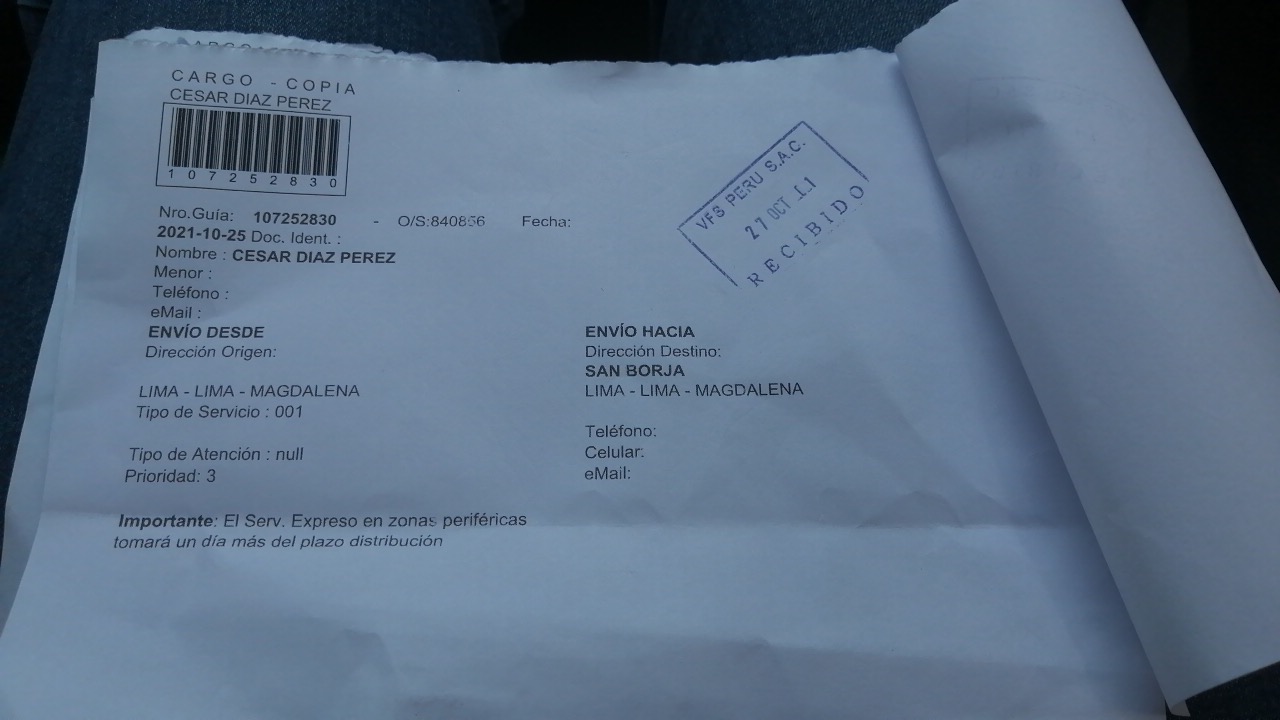 CARGO - COPIA
CESAR DIAZ PEREZ
107252830
Nro.Guía: 107252830 - O/S:840856 Fecha:
2021-10-25 Doc. Ident. :
Nombre : CESAR DIAZ PEREZ
Menor :
Teléfono :
eMail :
VFS PERU S.A.C.
27 OCT
RECIBIDO
ENVÍO DESDE
Dirección Origen:
LIMA - LIMA - MAGDALENA
Tipo de Servicio : 001
Tipo de Atención : null
Prioridad: 3
ENVÍO HACIA
Dirección Destino:
SAN BORJA
LIMA - LIMA - MAGDALENA
Teléfono:
Celular:
eMail:
Importante: El Serv. Expreso en zonas periféricas
tomará un día más del plazo distribución